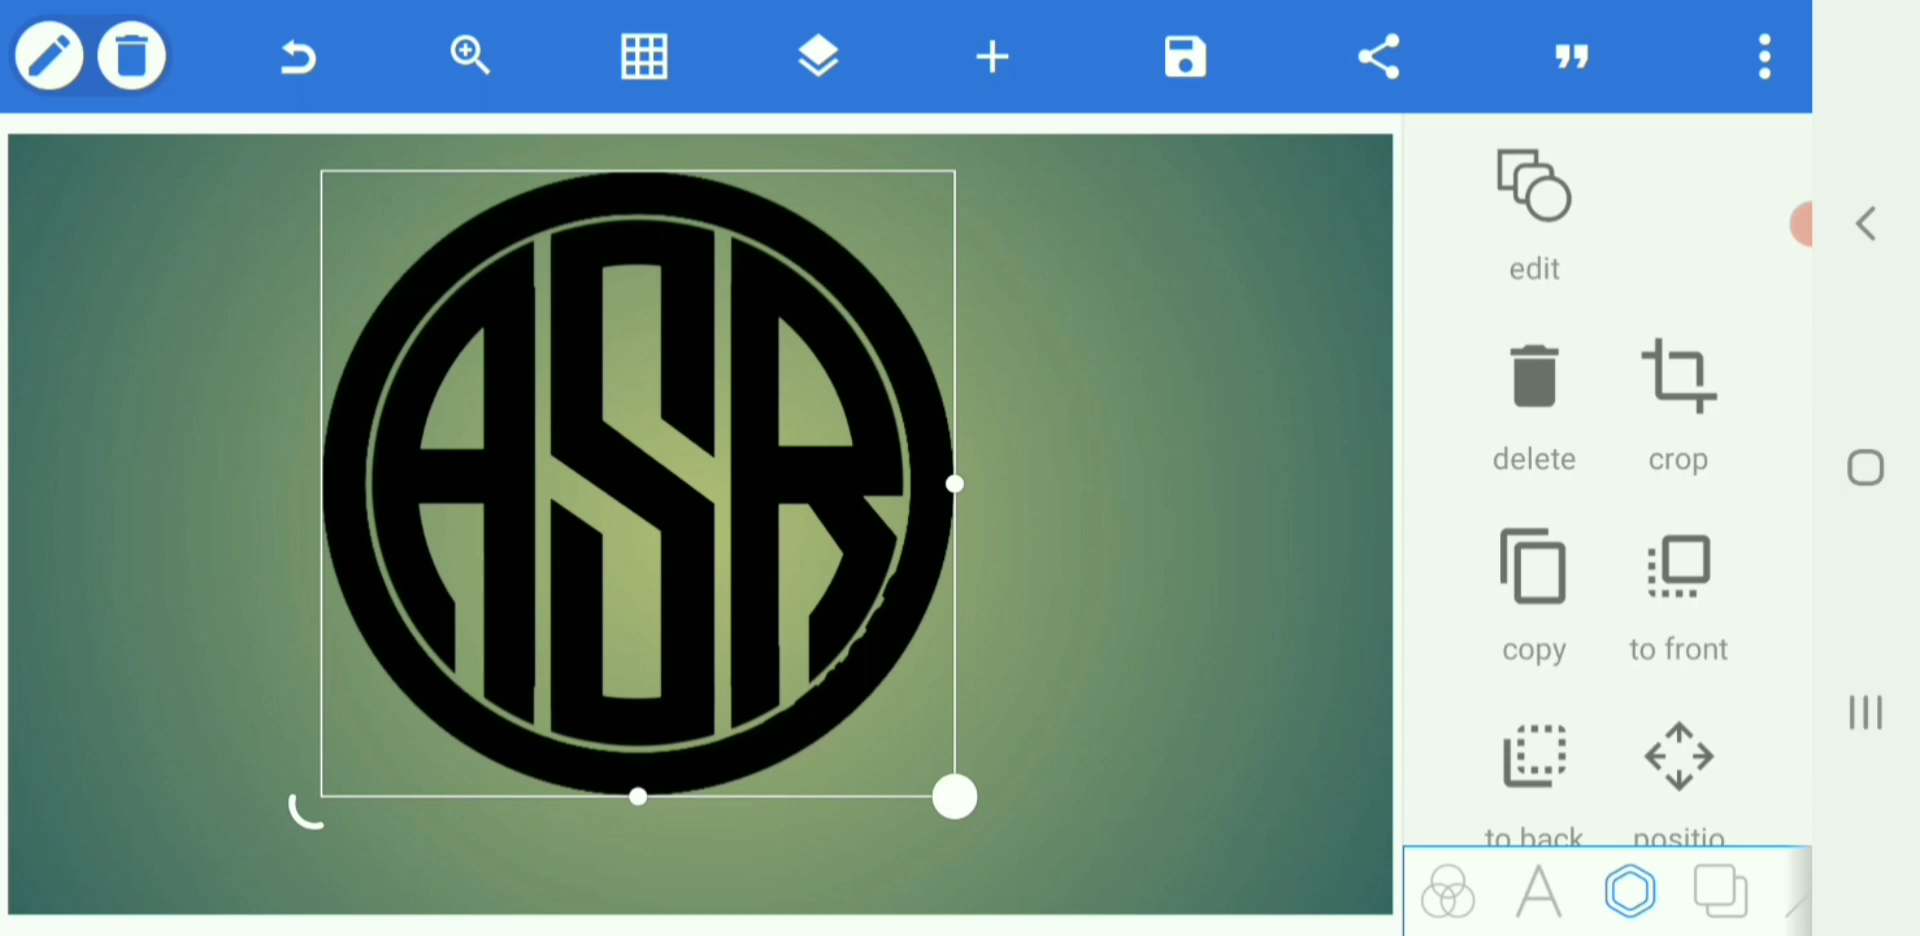 ASR
edit
delete
crop
copy
to front
to back
positio
A